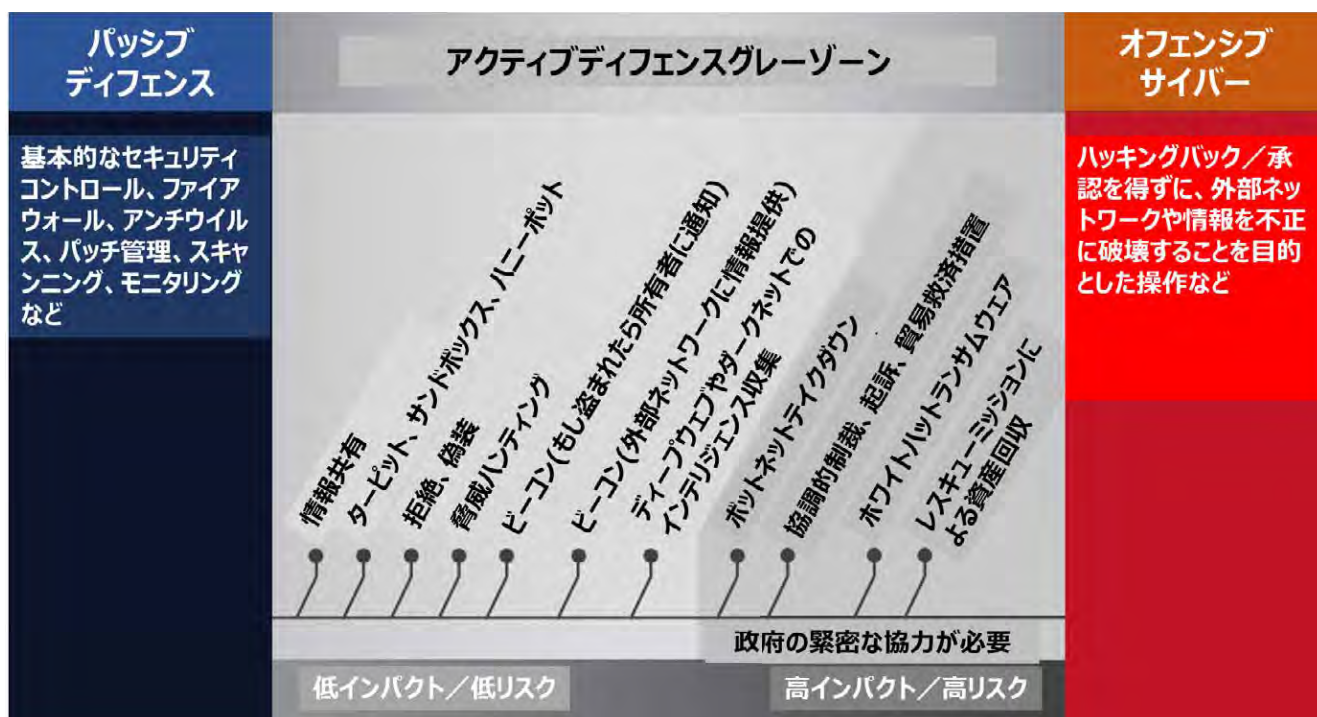 パッシブ
ディフェンス
アクティブディフェンスグレーゾーン
オフェンシブ
サイバー
基本的なセキュリティ
コントロール、ファイア
ウォール、アンチウイル
ス、パッチ管理、スキャ
ンニング、モニタリング
など
情報共有
ターピット、サンドボックス、ハニーポット
拒絶、偽装
脅威ハンティング
ビーコン(もし盗まれたら所有者に通知)
ビーコン(外部ネットワークに情報提供)
ディープウェブやダークネットでの
インテリジェンス収集
ボットネットテイクダウン
協調的制裁、起訴、貿易救済措置
ホワイトハットランサムウェア
レスキューミッションに
よる資産回収
ハッキングバック／承
認を得ずに、外部ネッ
トワークや情報を不正
に破壊することを目的
とした操作など
政府の緊密な協力が必要
低インパクト／低リスク
高インパクト／高リスク